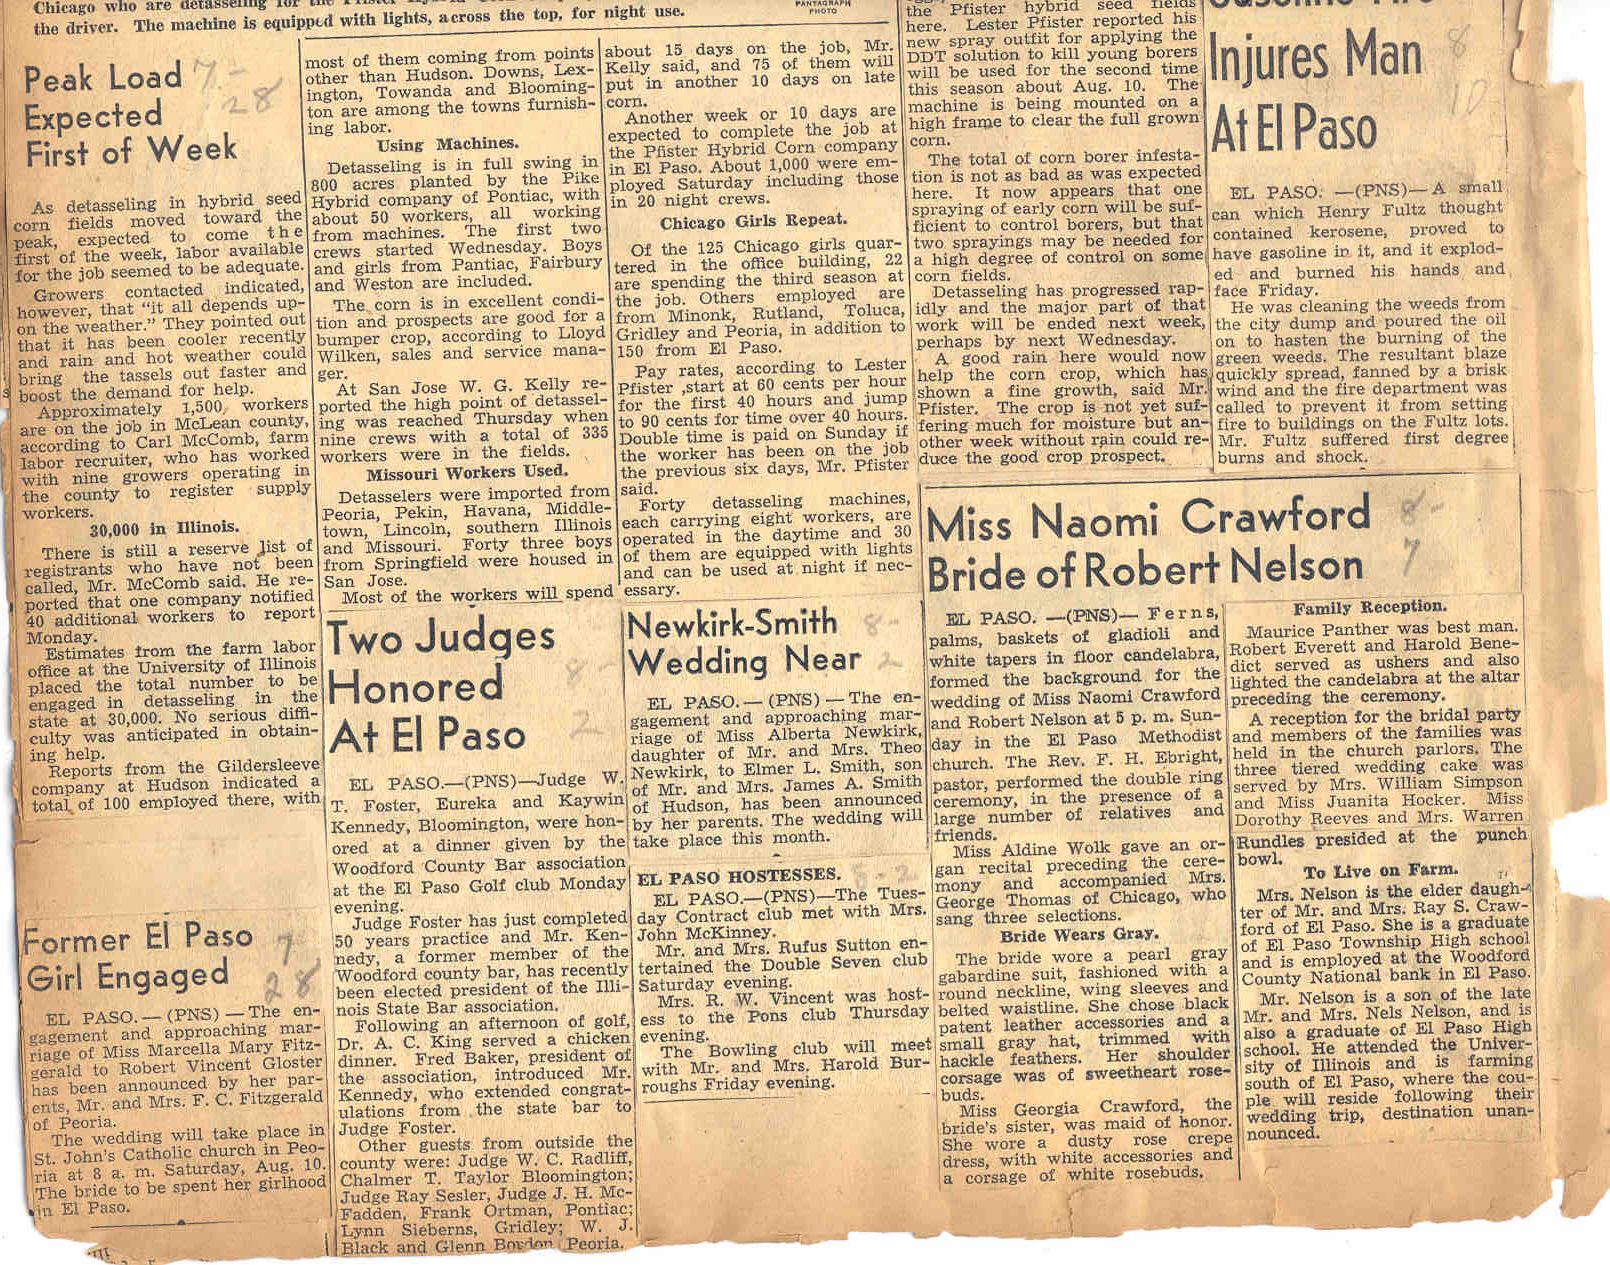 Chicago who are detasseling for the Pfister Hybrid
the driver. The machine is equipped with lights, across the top, for night use.
PANTAGRAPH
PHOTO
Peak Load
Expected
First of Week
7-
28
As detasseling in hybrid seed
corn fields moved toward the
peak, expected to come the
first of the week, labor available
for the job seemed to be adequate.
Growers contacted indicated,
however, that "it all depends up-
on the weather." They pointed out
that it has been cooler recently
and rain and hot weather could
bring the tassels out faster and
boost the demand for help.
Approximately 1,500 workers
are on the job in McLean county,
according to Carl McComb, farm
labor recruiter, who has worked
with nine growers operating in
the county to register supply
workers.
30,000 in Illinois.
There is still a reserve list of
registrants who have not been
called, Mr. McComb said. He re-
ported that one company notified
40 additional workers to report
Monday.
Estimates from the farm labor
office at the University of Illinois
placed the total number to be
engaged in detasseling in the
state at 30,000. No serious diffi-
culty was anticipated in obtain-
ing help.
Reports from the Gildersleeve
company at Hudson indicated a
total of 100 employed there, with
most of them coming from points
other than Hudson. Downs, Lex-
ington, Towanda and Blooming-
ton are among the towns furnish-
ing labor.
Using Machines.
Detasseling is in full swing in
800 acres planted by the Pike
Hybrid company of Pontiac, with
about 50 workers, all working
from machines. The first two
crews started Wednesday. Boys
and girls from Pantiac, Fairbury
and Weston are included.
The corn is in excellent condi-
tion and prospects are good for a
bumper crop, according to Lloyd
Wilken, sales and service mana-
ger.
At San Jose W. G. Kelly re-
ported the high point of detassel-
ing was reached Thursday when
nine crews with a total of 335
workers were in the fields.
Missouri Workers Used.
Detasselers were imported from
Peoria, Pekin, Havana, Middle-
town, Lincoln, southern Illinois
and Missouri. Forty three boys
from Springfield were housed in
San Jose.
Most of the workers will spend
about 15 days on the job, Mr.
Kelly said, and 75 of them will
put in another 10 days on late
corn.
Another week or 10 days are
expected to complete the job at
the Pfister Hybrid Corn company
in El Paso. About 1,000 were em-
ployed Saturday including those
in 20 night crews.
Chicago Girls Repeat.
Of the 125 Chicago girls quar-
tered in the office building, 22
are spending the third season at
the job. Others employed are
from Minonk, Rutland, Toluca,
Gridley and Peoria, in addition to
150 from El Paso.
Pay rates, according to Lester
Pfister ,start at 60 cents per hour
for the first 40 hours and jump
to 90 cents for time over 40 hours.
Double time is paid on Sunday if
the worker has been on the job
the previous six days, Mr. Pfister
said.
Forty detasseling machines,
each carrying eight workers, are
operated in the daytime and 30
of them are equipped with lights
and can be used at night if nec-
essary.
the Pfister hybrid seed fields
here. Lester Pfister reported his
new spray outfit for applying the
DDT solution to kill young borers
will be used for the second time
this season about Aug. 10. The
machine is being mounted on a
high frame to clear the full grown
corn.
The total of corn borer infesta-
tion is not as bad as was expected
here. It now appears that one
spraying of early corn will be suf-
ficient to control borers, but that
two sprayings may be needed for
a high degree of control on some
corn fields.
Detasseling has progressed rap-
idly and the major part of that
work will be ended next week,
perhaps by next Wednesday.
A good rain here would now
help the corn crop, which has
shown a fine growth, said Mr.
Pfister. The crop is not yet suf-
fering much for moisture but an-
other week without rain could re-
duce the good crop prospect.
Injures Man
At El Paso
8
10
EL PASO. —(PNS)— A small
can which Henry Fultz thought
contained kerosene, proved to
have gasoline in it, and it explod-
ed and burned his hands and
face Friday.
He was cleaning the weeds from
the city dump and poured the oil
on to hasten the burning of the
green weeds. The resultant blaze
quickly spread, fanned by a brisk
wind and the fire department was
called to prevent it from setting
fire to buildings on the Fultz lots.
Mr. Fultz suffered first degree
burns and shock.
Former El Paso
Girl Engaged
7
28
EL PASO. — (PNS) — The en-
gagement and approaching mar-
riage of Miss Marcella Mary Fitz-
gerald to Robert Vincent Gloster
has been announced by her par-
ents, Mr. and Mrs. F. C. Fitzgerald
of Peoria.
The wedding will take place in
St. John's Catholic church in Peo-
ria at 8 a. m. Saturday, Aug. 10.
The bride to be spent her girlhood
in El Paso.
Two Judges
Honored
At El Paso
8-
2
EL PASO.—(PNS)—Judge W.
T. Foster, Eureka and Kaywin
Kennedy, Bloomington, were hon-
ored at a dinner given by the
Woodford County Bar association
at the El Paso Golf club Monday
evening.
Judge Foster has just completed
50 years practice and Mr. Ken-
nedy, a former member of the
Woodford county bar, has recently
been elected president of the Illi-
nois State Bar association.
Following an afternoon of golf,
Dr. A. C. King served a chicken
dinner. Fred Baker, president of
the association, introduced Mr.
Kennedy, who extended congrat-
ulations from the state bar to
Judge Foster.
Other guests from outside the
county were: Judge W. C. Radliff,
Chalmer T. Taylor Bloomington;
Judge Ray Sesler, Judge J. H. Mc-
Fadden, Frank Ortman, Pontiac;
Lynn Sieberns, Gridley; W. J.
Black and Glenn Borden Peoria.
Newkirk-Smith
Wedding Near
8-
2
EL PASO. — (PNS) — The en-
gagement and approaching mar-
riage of Miss Alberta Newkirk,
daughter of Mr. and Mrs. Theo
Newkirk, to Elmer L. Smith, son
of Mr. and Mrs. James A. Smith
of Hudson, has been announced
by her parents. The wedding will
take place this month.
EL PASO HOSTESSES. 8-2
EL PASO.—(PNS)—The Tues-
day Contract club met with Mrs.
John McKinney.
Mr. and Mrs. Rufus Sutton en-
tertained the Double Seven club
Saturday evening.
Mrs. R. W. Vincent was host-
ess to the Pons club Thursday
evening.
The Bowling club will meet
with Mr. and Mrs. Harold Bur-
roughs Friday evening.
Miss Naomi Crawford
Bride of Robert Nelson
8-
7
EL PASO. —(PNS)— Ferns,
palms, baskets of gladioli and
white tapers in floor candelabra,
formed the background for the
wedding of Miss Naomi Crawford
and Robert Nelson at 5 p. m. Sun-
day in the El Paso Methodist
church. The Rev. F. H. Ebright,
pastor, performed the double ring
ceremony, in the presence of a
large number of relatives and
friends.
Miss Aldine Wolk gave an or-
gan recital preceding the cere-
mony and accompanied Mrs.
George Thomas of Chicago, who
sang three selections.
Bride Wears Gray.
The bride wore a pearl gray
gabardine suit, fashioned with a
round neckline, wing sleeves and
belted waistline. She chose black
patent leather accessories and a
small gray hat, trimmed with
hackle feathers. Her shoulder
corsage was of sweetheart rose-
buds.
Miss Georgia Crawford, the
bride's sister, was maid of honor.
She wore a dusty rose crepe
dress, with white accessories and
a corsage of white rosebuds.
Family Reception.
Maurice Panther was best man.
Robert Everett and Harold Bene-
dict served as ushers and also
lighted the candelabra at the altar
preceding the ceremony.
A reception for the bridal party
and members of the families was
held in the church parlors. The
three tiered wedding cake was
served by Mrs. William Simpson
and Miss Juanita Hocker. Miss
Dorothy Reeves and Mrs. Warren
Rundles presided at the punch
bowl.
To Live on Farm.
Mrs. Nelson is the elder daugh-
ter of Mr. and Mrs. Ray S. Craw-
ford of El Paso. She is a graduate
of El Paso Township High school
and is employed at the Woodford
County National bank in El Paso.
Mr. Nelson is a son of the late
Mr. and Mrs. Nels Nelson, and is
also a graduate of El Paso High
school. He attended the Univer-
sity of Illinois and is farming
south of El Paso, where the cou-
ple will reside following their
wedding trip, destination unan-
nounced.